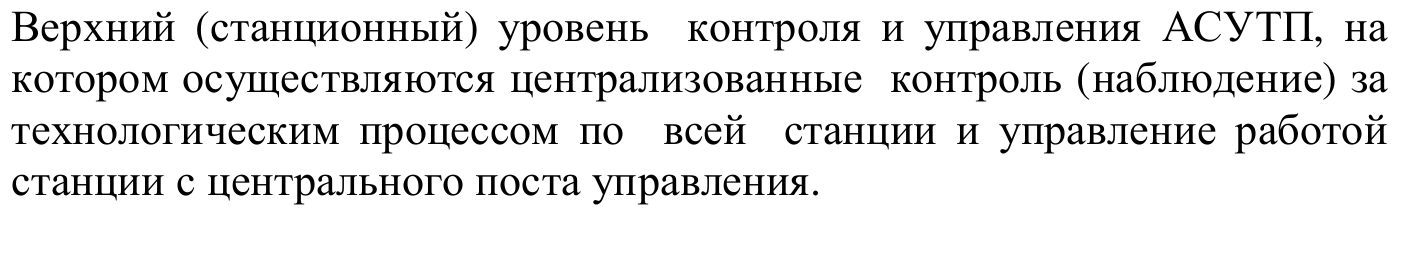 Верхний (станционный) уровень контроля и управления АСУТП, на
котором осуществляются централизованные контроль (наблюдение) за
технологическим процессом по всей станции и управление работой
станции с центрального поста управления.